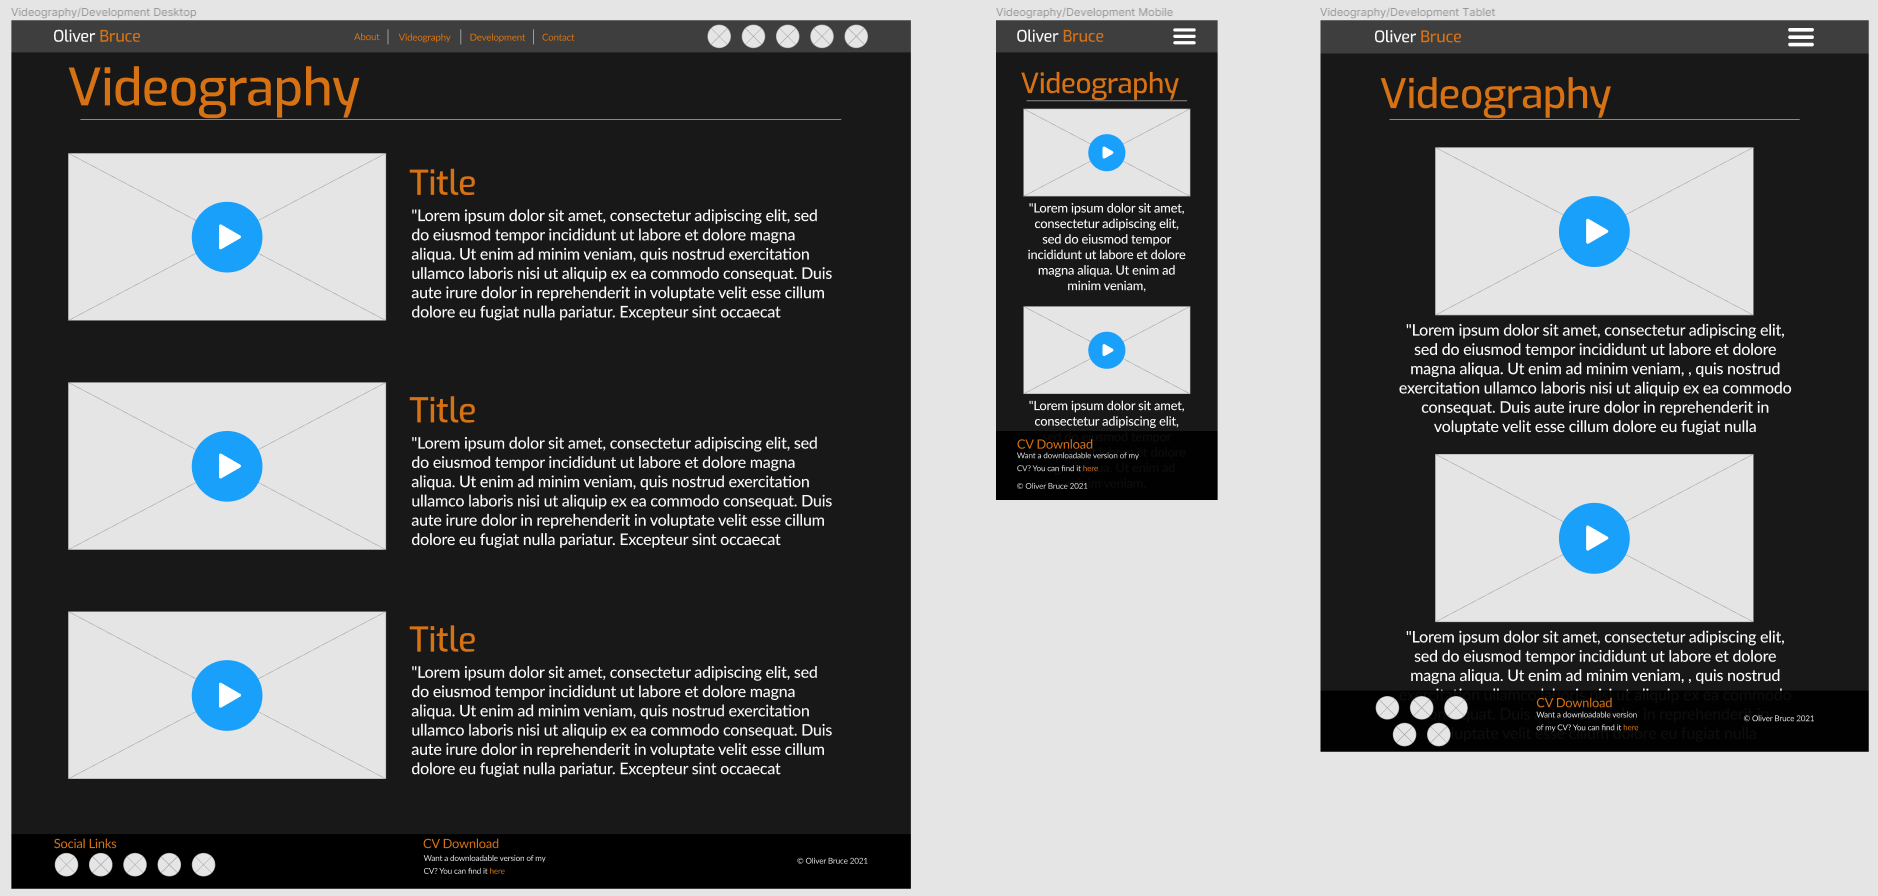 Videography/Development Desktop
Oliver Bruce
About
Videography
Development
Contact
Videography
Title
"Lorem ipsum dolor sit amet, consectetur adipiscing elit, sed
do eiusmod tempor incididunt ut labore et dolore magna
aliqua. Ut enim ad minim veniam, quis nostrud exercitation
ullamco laboris nisi ut aliquip ex ea commodo consequat. Duis
aute irure dolor in reprehenderit in voluptate velit esse cillum
dolore eu fugiat nulla pariatur. Excepteur sint occaecat
Title
"Lorem ipsum dolor sit amet, consectetur adipiscing elit, sed
do eiusmod tempor incididunt ut labore et dolore magna
aliqua. Ut enim ad minim veniam, quis nostrud exercitation
ullamco laboris nisi ut aliquip ex ea commodo consequat. Duis
aute irure dolor in reprehenderit in voluptate velit esse cillum
dolore eu fugiat nulla pariatur. Excepteur sint occaecat
Title
"Lorem ipsum dolor sit amet, consectetur adipiscing elit, sed
do eiusmod tempor incididunt ut labore et dolore magna
aliqua. Ut enim ad minim veniam, quis nostrud exercitation
ullamco laboris nisi ut aliquip ex ea commodo consequat. Duis
aute irure dolor in reprehenderit in voluptate velit esse cillum
dolore eu fugiat nulla pariatur. Excepteur sint occaecat
Social Links
CV Download
Want a downloadable version of my
CV? You can find it here
© Oliver Bruce 2021
Videography/Development Mobile
Oliver Bruce
Videography
"Lorem ipsum dolor sit amet,
consectetur adipiscing elit,
sed do eiusmod tempor
incididunt ut labore et dolore
magna aliqua. Ut enim ad
minim veniam,
"Lorem ipsum dolor sit amet,
consectetur adipiscing elit,
CV Download
Want a downloadable version of my
CV? You can find it here
© Oliver Bruce 2021
Videography/Development Tablet
Oliver Bruce
Videography
"Lorem ipsum dolor sit amet, consectetur adipiscing elit,
sed do eiusmod tempor incididunt ut labore et dolore
magna aliqua. Ut enim ad minim veniam, , quis nostrud
exercitation ullamco laboris nisi ut aliquip ex ea commodo
consequat. Duis aute irure dolor in reprehenderit in
voluptate velit esse cillum dolore eu fugiat nulla
"Lorem ipsum dolor sit amet, consectetur adipiscing elit,
sed do eiusmod tempor incididunt ut labore et dolore
magna aliqua. Ut enim ad minim veniam, , quis nostrud
CV Download
Want a downloadable version
of my CV? You can find it here
© Oliver Bruce 2021